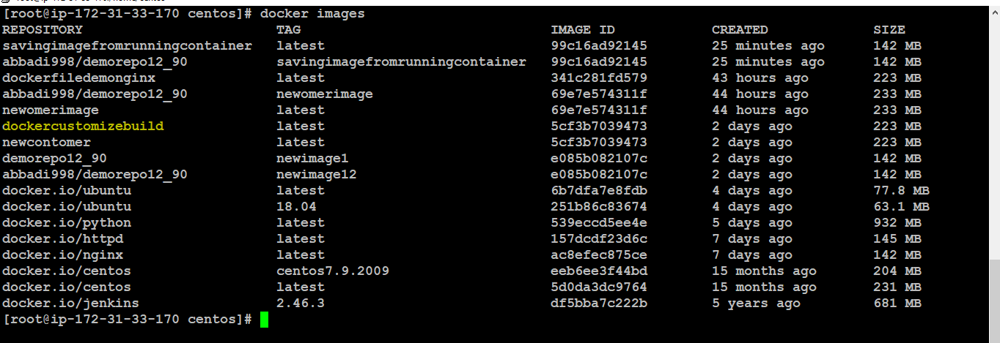 [root@ip-172-31-33-170 centos]# docker images
REPOSITORY TAG IMAGE ID CREATED SIZE
savingimagefromrunningcontainer latest 99c16ad92145 25 minutes ago 142 MB
abbadi998/demorepo12_90 savingimagefromrunningcontainer 99c16ad92145 25 minutes ago 142 MB
dockerfiledemonginx latest 341c281fd579 43 hours ago 223 MB
abbadi998/demorepo12_90 newomerimage 69e7e574311f 44 hours ago 233 MB
newomerimage latest 69e7e574311f 44 hours ago 233 MB
dockercustomizebuild latest 5cf3b7039473 2 days ago 223 MB
newcontomer latest 5cf3b7039473 2 days ago 223 MB
demorepo12_90 newimage1 e085b082107c 2 days ago 142 MB
abbadi998/demorepo12_90 newimage12 e085b082107c 2 days ago 142 MB
docker.io/ubuntu latest 6b7dfa7e8fdb 4 days ago 77.8 MB
docker.io/ubuntu 18.04 251b86c83674 4 days ago 63.1 MB
docker.io/python latest 539eccd5ee4e 5 days ago 932 MB
docker.io/httpd latest 157dcdf23d6c 7 days ago 145 MB
docker.io/nginx latest ac8efec875ce 7 days ago 142 MB
docker.io/centos centos7.9.2009 eeb6ee3f44bd 15 months ago 204 MB
docker.io/centos latest 5d0da3dc9764 15 months ago 231 MB
docker.io/jenkins 2.46.3 df5bba7c222b 5 years ago 681 MB
[root@ip-172-31-33-170 centos]#